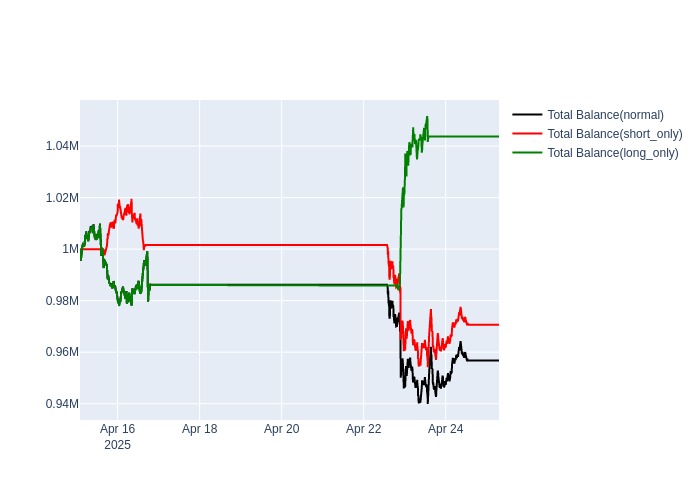 Total Balance(normal)
Total Balance(short_only)
Total Balance(long_only)
1.04M
1.02M
1M
0.98M
0.96M
0.94M
Apr 16
2025
Apr 18
Apr 20
Apr 22
Apr 24